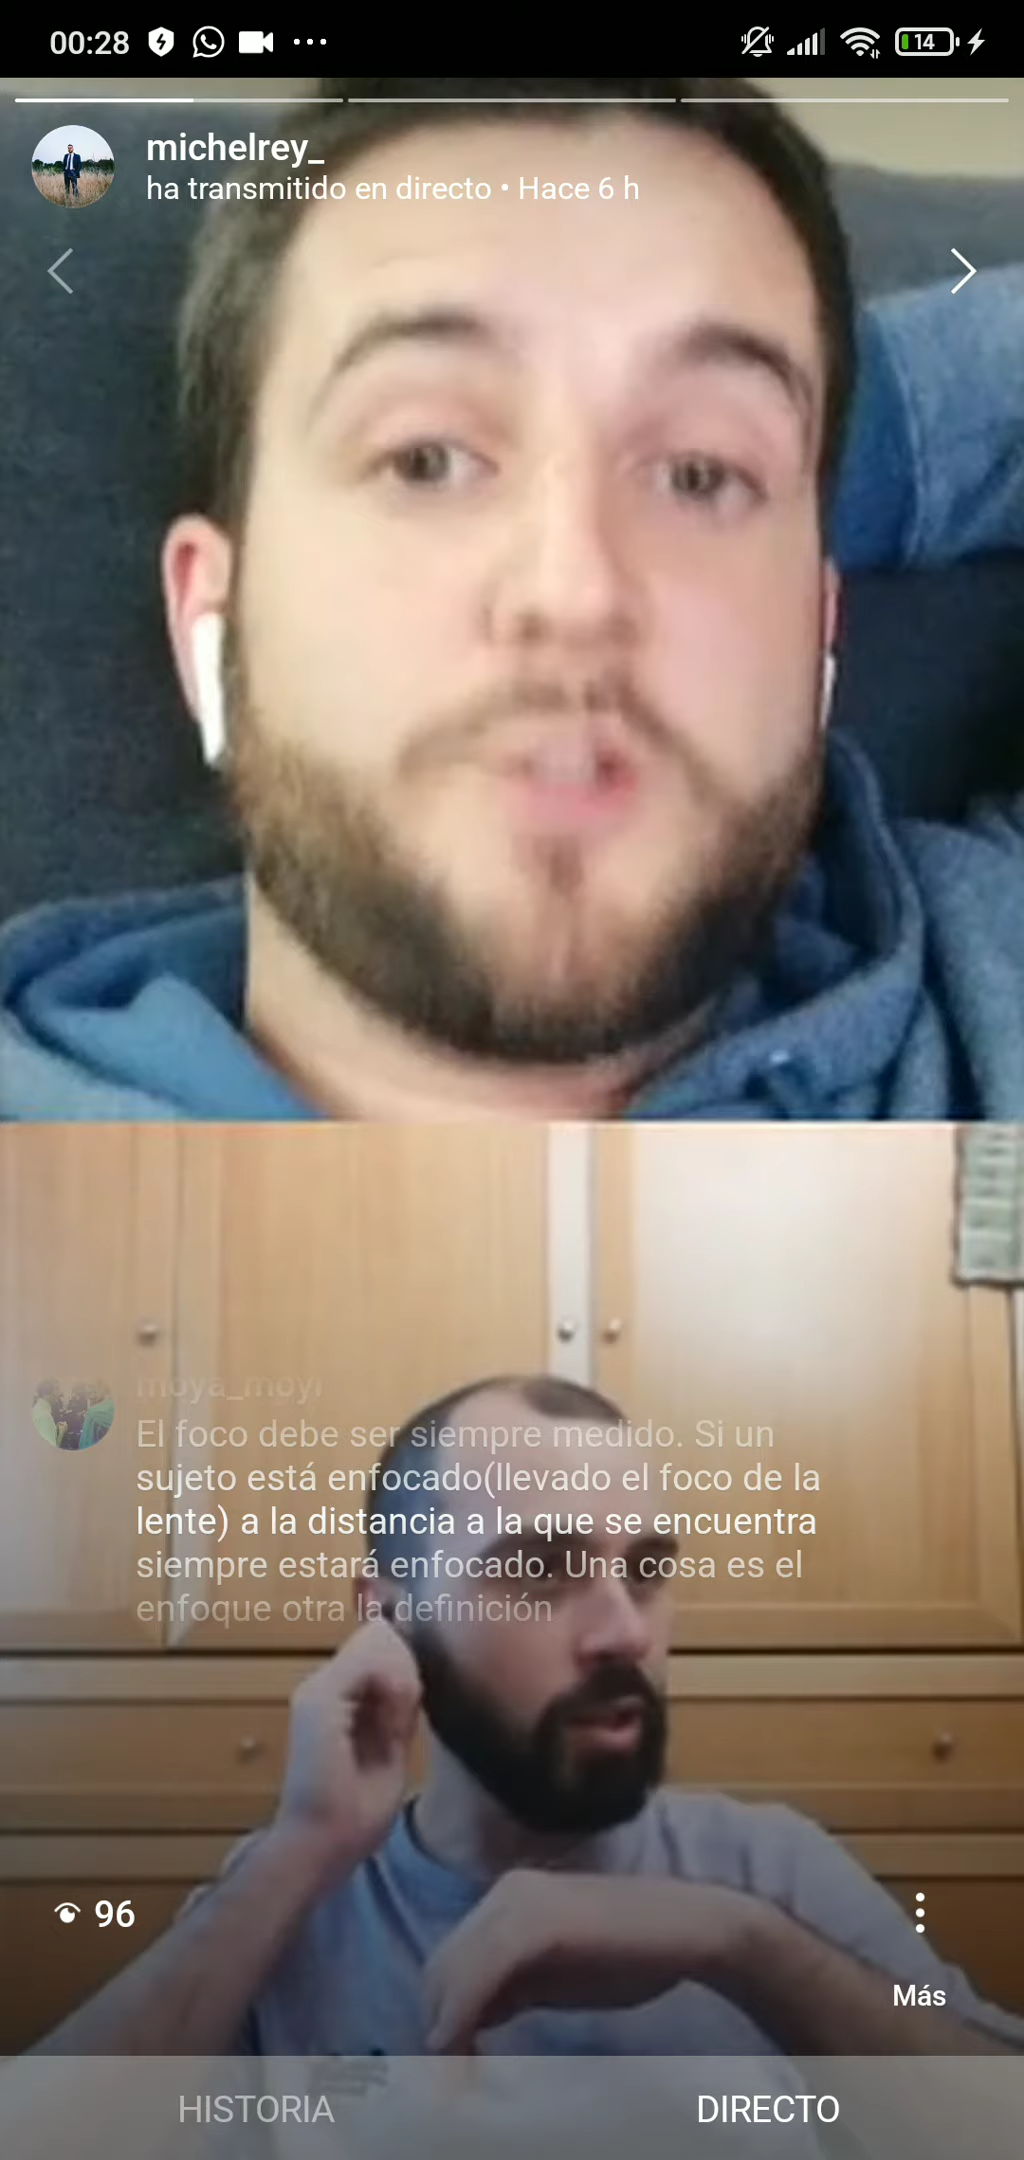 00:28
14
michelrey_
ha transmitido en directo • Hace 6 h
moya_moyi
El foco debe ser siempre medido. Si un
sujeto está enfocado(llevado el foco de la
lente) a la distancia a la que se encuentra
siempre estará enfocado. Una cosa es el
enfoque otra la definición
96
Más
HISTORIA
DIRECTO